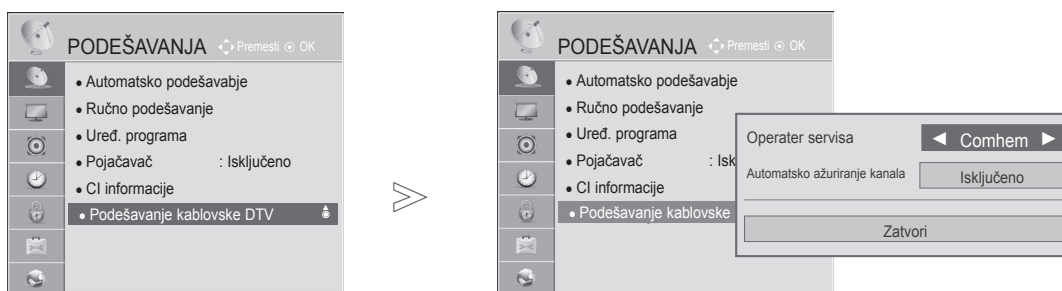 PODEŠAVANJA Premesti OK
● Automatsko podešavabje
● Ručno podešavanje
● Uređ. programa
● Pojačavač : Isključeno
● CI informacije
● Podešavanje kablovske DTV
PODEŠAVANJA Premesti OK
● Automatsko podešavabje
● Ručno podešavanje
● Uređ. programa
● Pojačavač : Isk
● CI informacije
● Podešavanje kablovske
Operater servisa ◄ Comhem ►
Automatsko ažuriranje kanala Isključeno
Zatvori